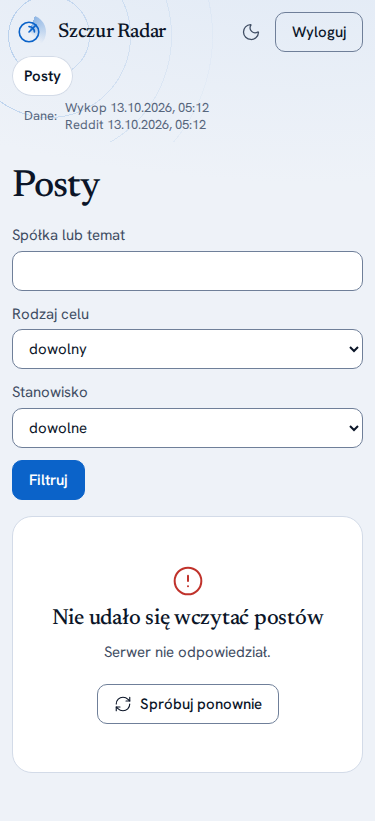 Szczur Radar
Wyloguj
Posty
Dane:
Wykop 13.10.2026, 05:12
Reddit 13.10.2026, 05:12
Posty
Spółka lub temat
Rodzaj celu
dowolny
Stanowisko
dowolne
Filtruj
Nie udało się wczytać postów
Serwer nie odpowiedział.
Spróbuj ponownie